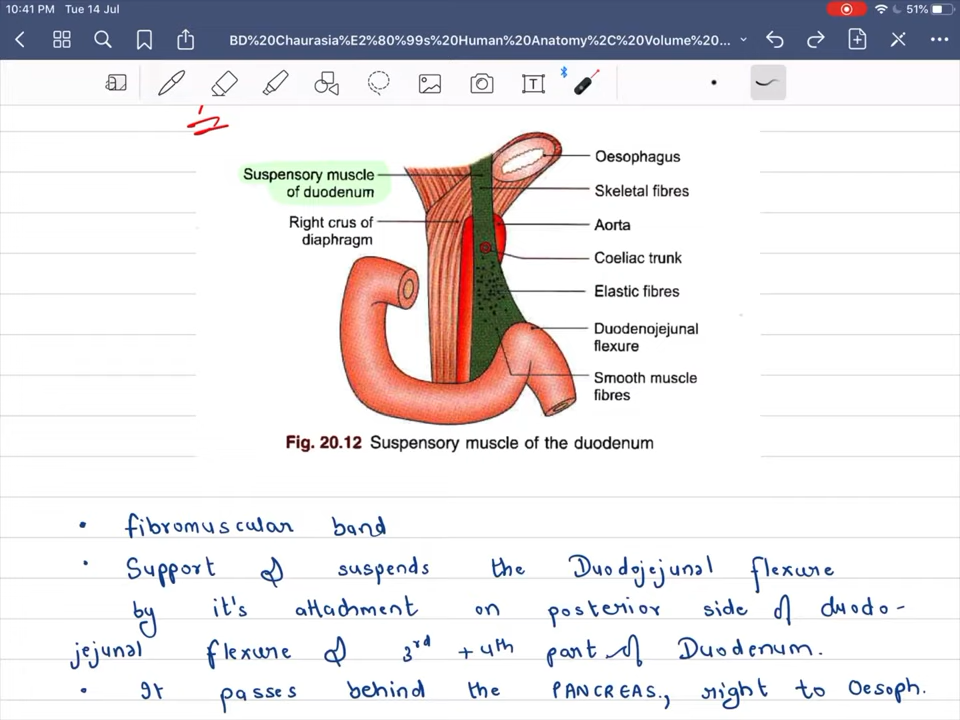 10:41 PM Tue 14 Jul
51%
BD%20Chaurasia%E2%80%99s%20Human%20Anatomy%2C%20Volume%20...
T
Suspensory muscle
of duodenum
Right crus of
diaphragm
Oesophagus
Skeletal fibres
Aorta
Coeliac trunk
Elastic fibres
Duodenojejunal
flexure
Smooth muscle
fibres
Fig. 20.12 Suspensory muscle of the duodenum
• fibromuscular band
• Support & suspends the Duodojejunal flexure
by it's attachment on posterior side of duodo-
jejunal flexure & 3rd + 4th part of Duodenum.
• It passes behind the PANCREAS, right to Oesoph.